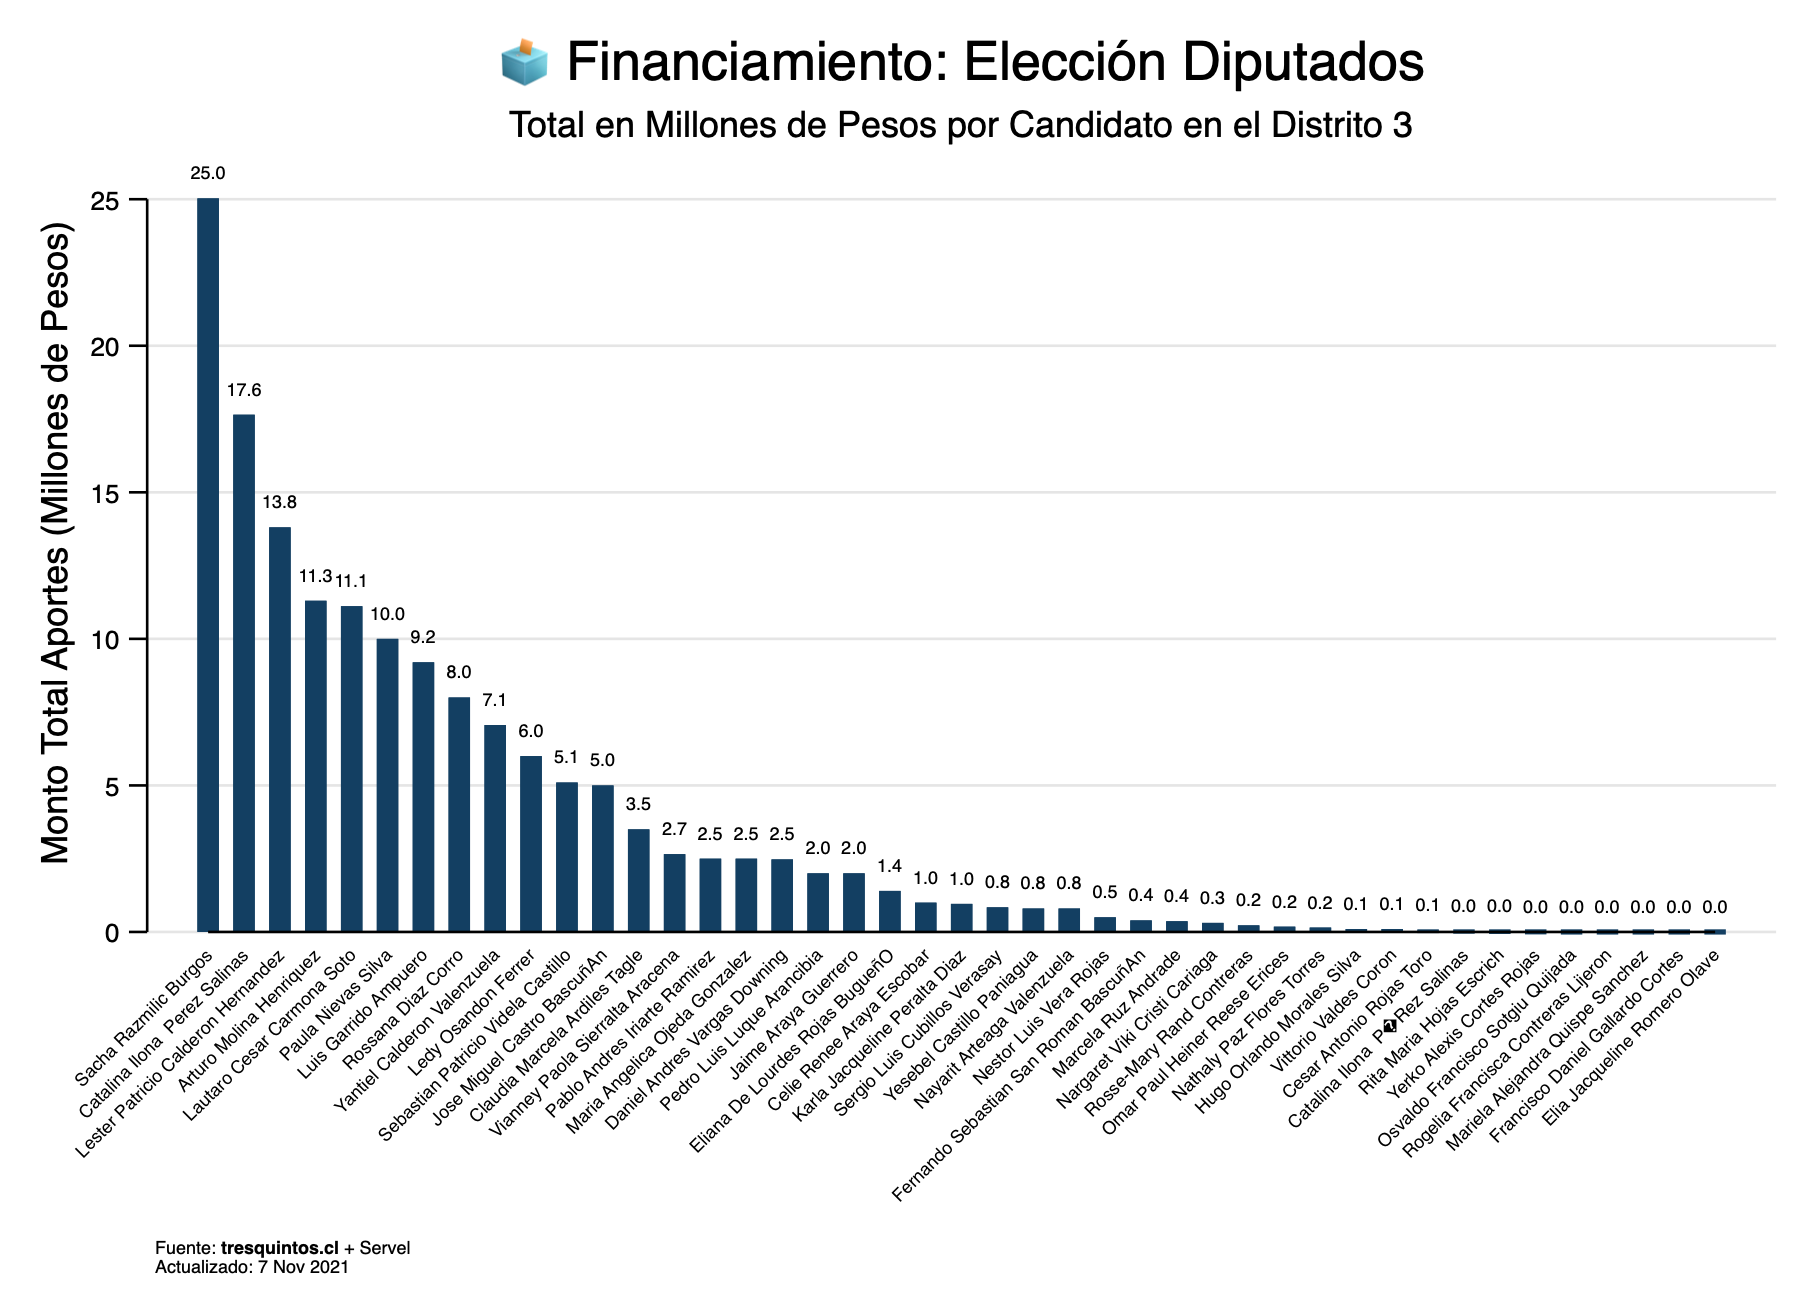 Financiamiento: Elección Diputados
Total en Millones de Pesos por Candidato en el Distrito 3
Monto Total Aportes (Millones de Pesos)
25
20
15
10
5
0
25.0
17.6
13.8
11.3
11.1
10.0
9.2
8.0
7.1
6.0
5.1
5.0
3.5
2.7
2.5
2.5
2.5
2.0
2.0
1.4
1.0
1.0
0.8
0.8
0.8
0.5
0.4
0.4
0.3
0.2
0.2
0.2
0.1
0.1
0.1
0.0
0.0
0.0
0.0
0.0
0.0
0.0
0.0
Sacha Razmilic Burgos
Catalina Ilona Perez Salinas
Lester Patricio Calderon Hernandez
Arturo Molina Henriquez
Lautaro Cesar Carmona Soto
Paula Nievas Silva
Luis Garrido Ampuero
Rossana Diaz Corro
Yantiel Calderon Valenzuela
Ledy Osandon Ferrer
Sebastian Patricio Videla Castillo
Jose Miguel Castro BascuñAn
Claudia Marcela Ardiles Tagle
Vianney Paola Sierralta Aracena
Pablo Andres Iriarte Ramirez
Maria Angelica Ojeda Gonzalez
Daniel Andres Vargas Downing
Pedro Luis Luque Arancibia
Jaime Araya Guerrero
Eliana De Lourdes Rojas BugueñO
Celie Renee Araya Escobar
Karla Jacqueline Peralta Diaz
Sergio Luis Cubillos Verasay
Yesebel Castillo Paniagua
Nayarit Arteaga Valenzuela
Nestor Luis Vera Rojas
Fernando Sebastian San Roman BascuñAn
Marcela Ruz Andrade
Nargaret Viki Cristi Cariaga
Rosse-Mary Rand Contreras
Omar Paul Heiner Reese Erices
Nathaly Paz Flores Torres
Hugo Orlando Morales Silva
Vittorio Valdes Coron
Cesar Antonio Rojas Toro
Catalina Ilona P�Rez Salinas
Rita Maria Hojas Escrich
Yerko Alexis Cortes Rojas
Osvaldo Francisco Sotgiu Quijada
Rogelia Francisca Contreras Lijeron
Mariela Alejandra Quispe Sanchez
Francisco Daniel Gallardo Cortes
Elia Jacqueline Romero Olave
Fuente: tresquintos.cl + Servel
Actualizado: 7 Nov 2021